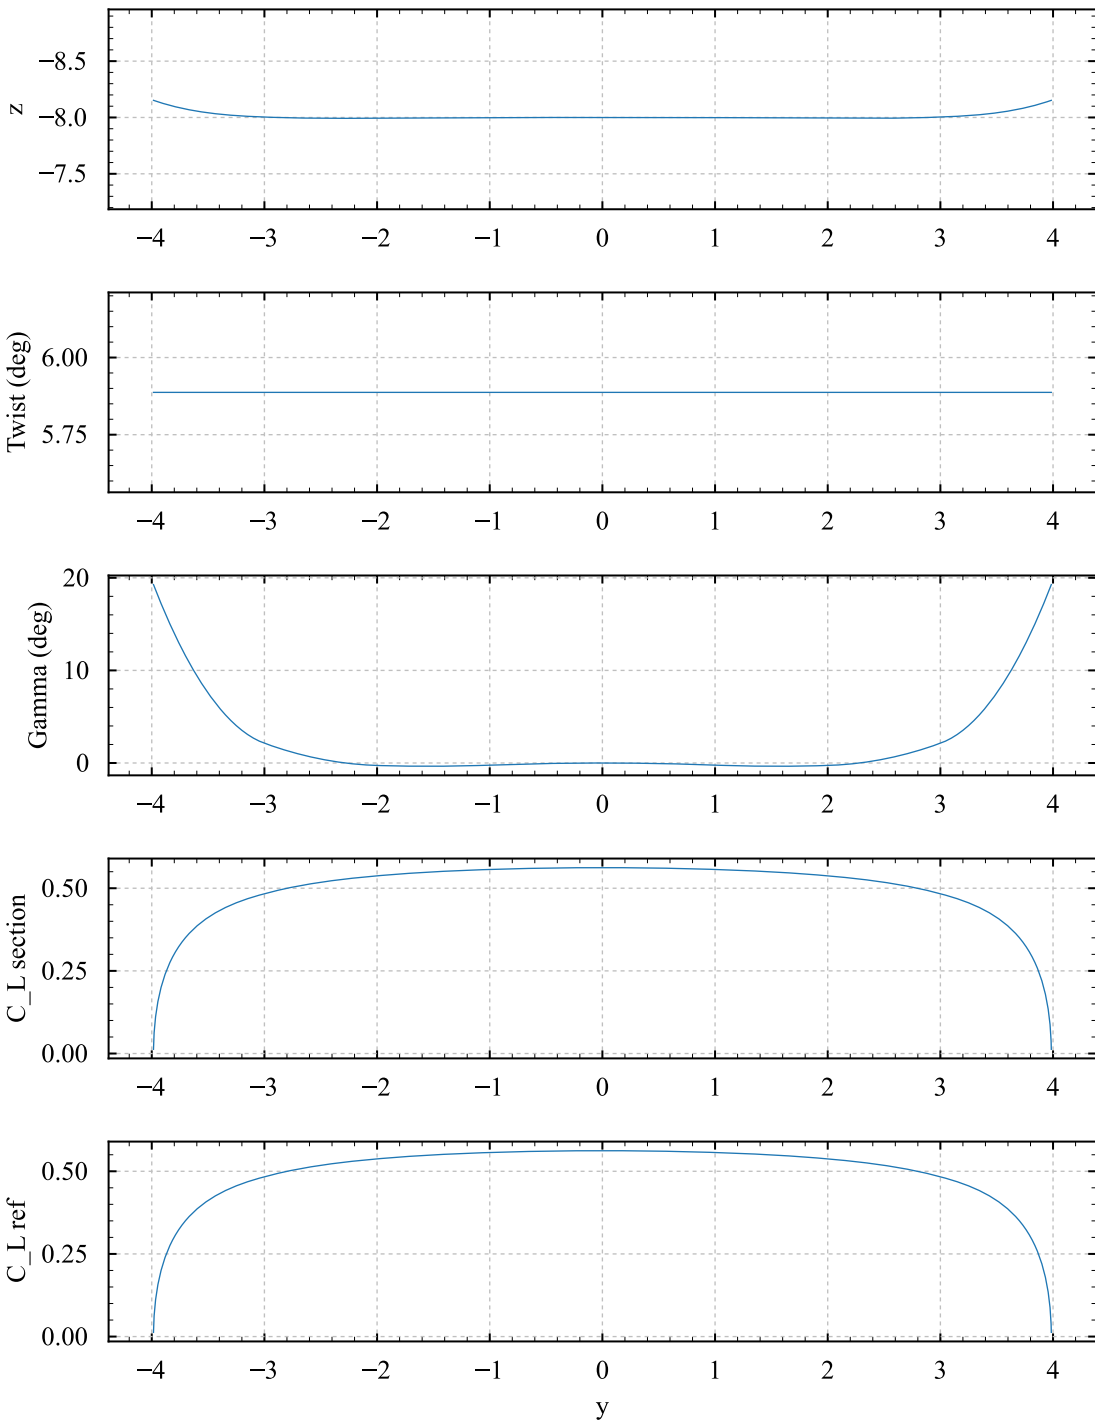 z
−8.5
−8.0
−7.5
−4 −3 −2 −1 0 1 2 3 4
Twist (deg)
6.00
5.75
−4 −3 −2 −1 0 1 2 3 4
Gamma (deg)
20
10
0
−4 −3 −2 −1 0 1 2 3 4
C_L section
0.50
0.25
0.00
−4 −3 −2 −1 0 1 2 3 4
C_L ref
0.50
0.25
0.00
−4 −3 −2 −1 0 1 2 3 4
y